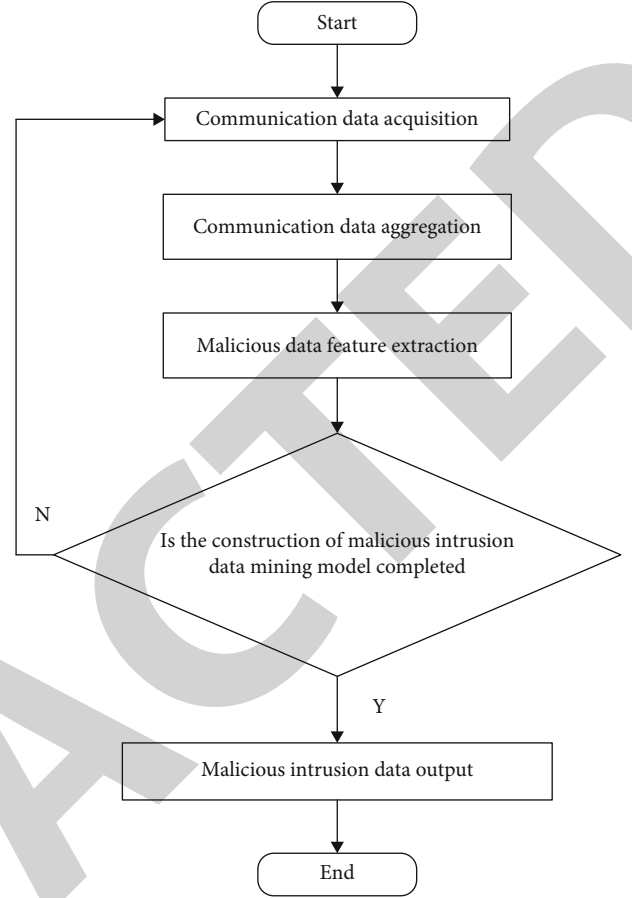 Start
Communication data acquisition
Communication data aggregation
Malicious data feature extraction
N
Is the construction of malicious intrusion
data mining model completed
Y
Malicious intrusion data output
End
ACTED